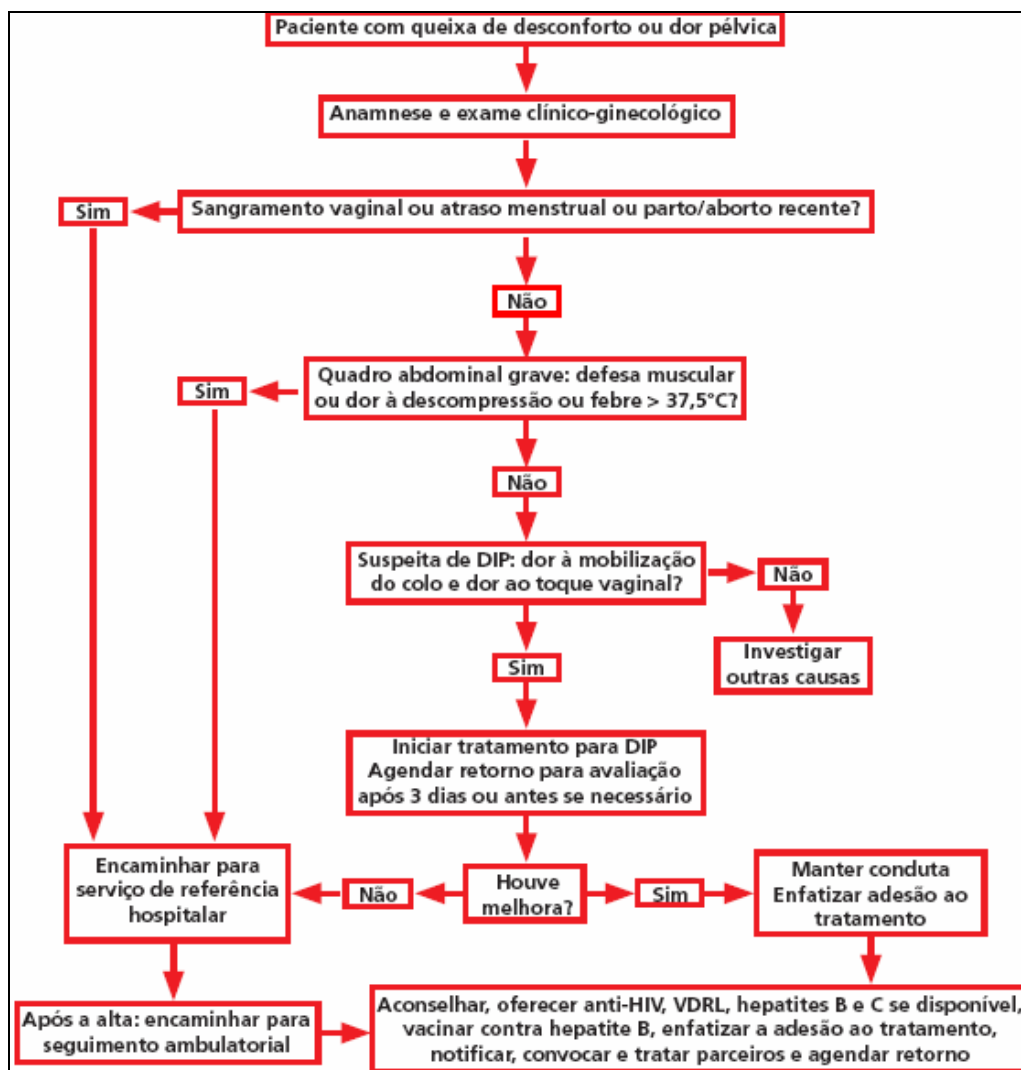 Paciente com queixa de desconforto ou dor pélvica
Anamnese e exame clínico-ginecológico
Sim
Sangramento vaginal ou atraso menstrual ou parto/aborto recente?
Não
Sim
Quadro abdominal grave: defesa muscular
ou dor à descompressão ou febre > 37,5°C?
Não
Suspeita de DIP: dor à mobilização
do colo e dor ao toque vaginal?
Não
Investigar
outras causas
Sim
Iniciar tratamento para DIP
Agendar retorno para avaliação
após 3 dias ou antes se necessário
Encaminhar para
serviço de referência
hospitalar
Não
Houve
melhora?
Sim
Manter conduta
Enfatizar adesão ao
tratamento
Após a alta: encaminhar para
seguimento ambulatorial
Aconselhar, oferecer anti-HIV, VDRL, hepatites B e C se disponível,
vacinar contra hepatite B, enfatizar a adesão ao tratamento,
notificar, convocar e tratar parceiros e agendar retorno